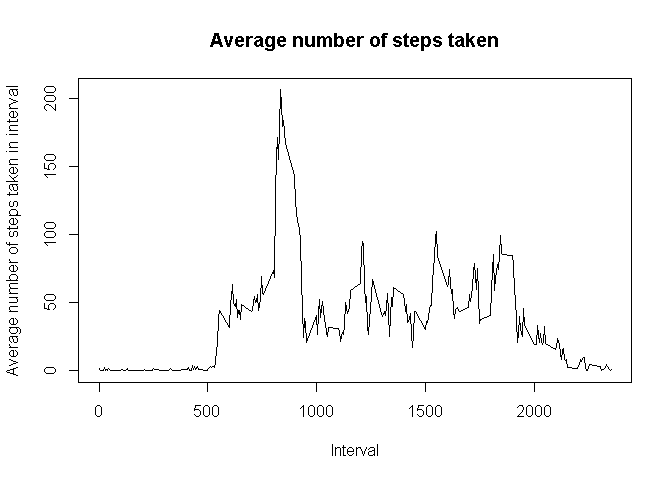 Average number of steps taken
Average number of steps taken in interval
200
150
100
50
0
0 500 1000 1500 2000
Interval